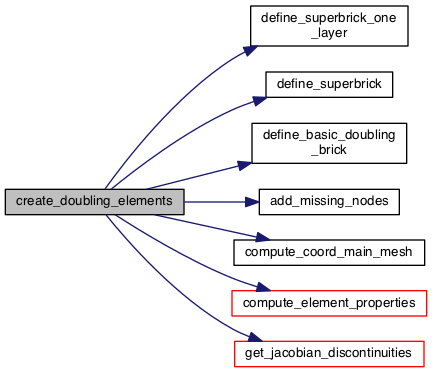 define_superbrick_one
_layer
define_superbrick
define_basic_doubling
_brick
create_doubling_elements
add_missing_nodes
compute_coord_main_mesh
compute_element_properties
get_jacobian_discontinuities